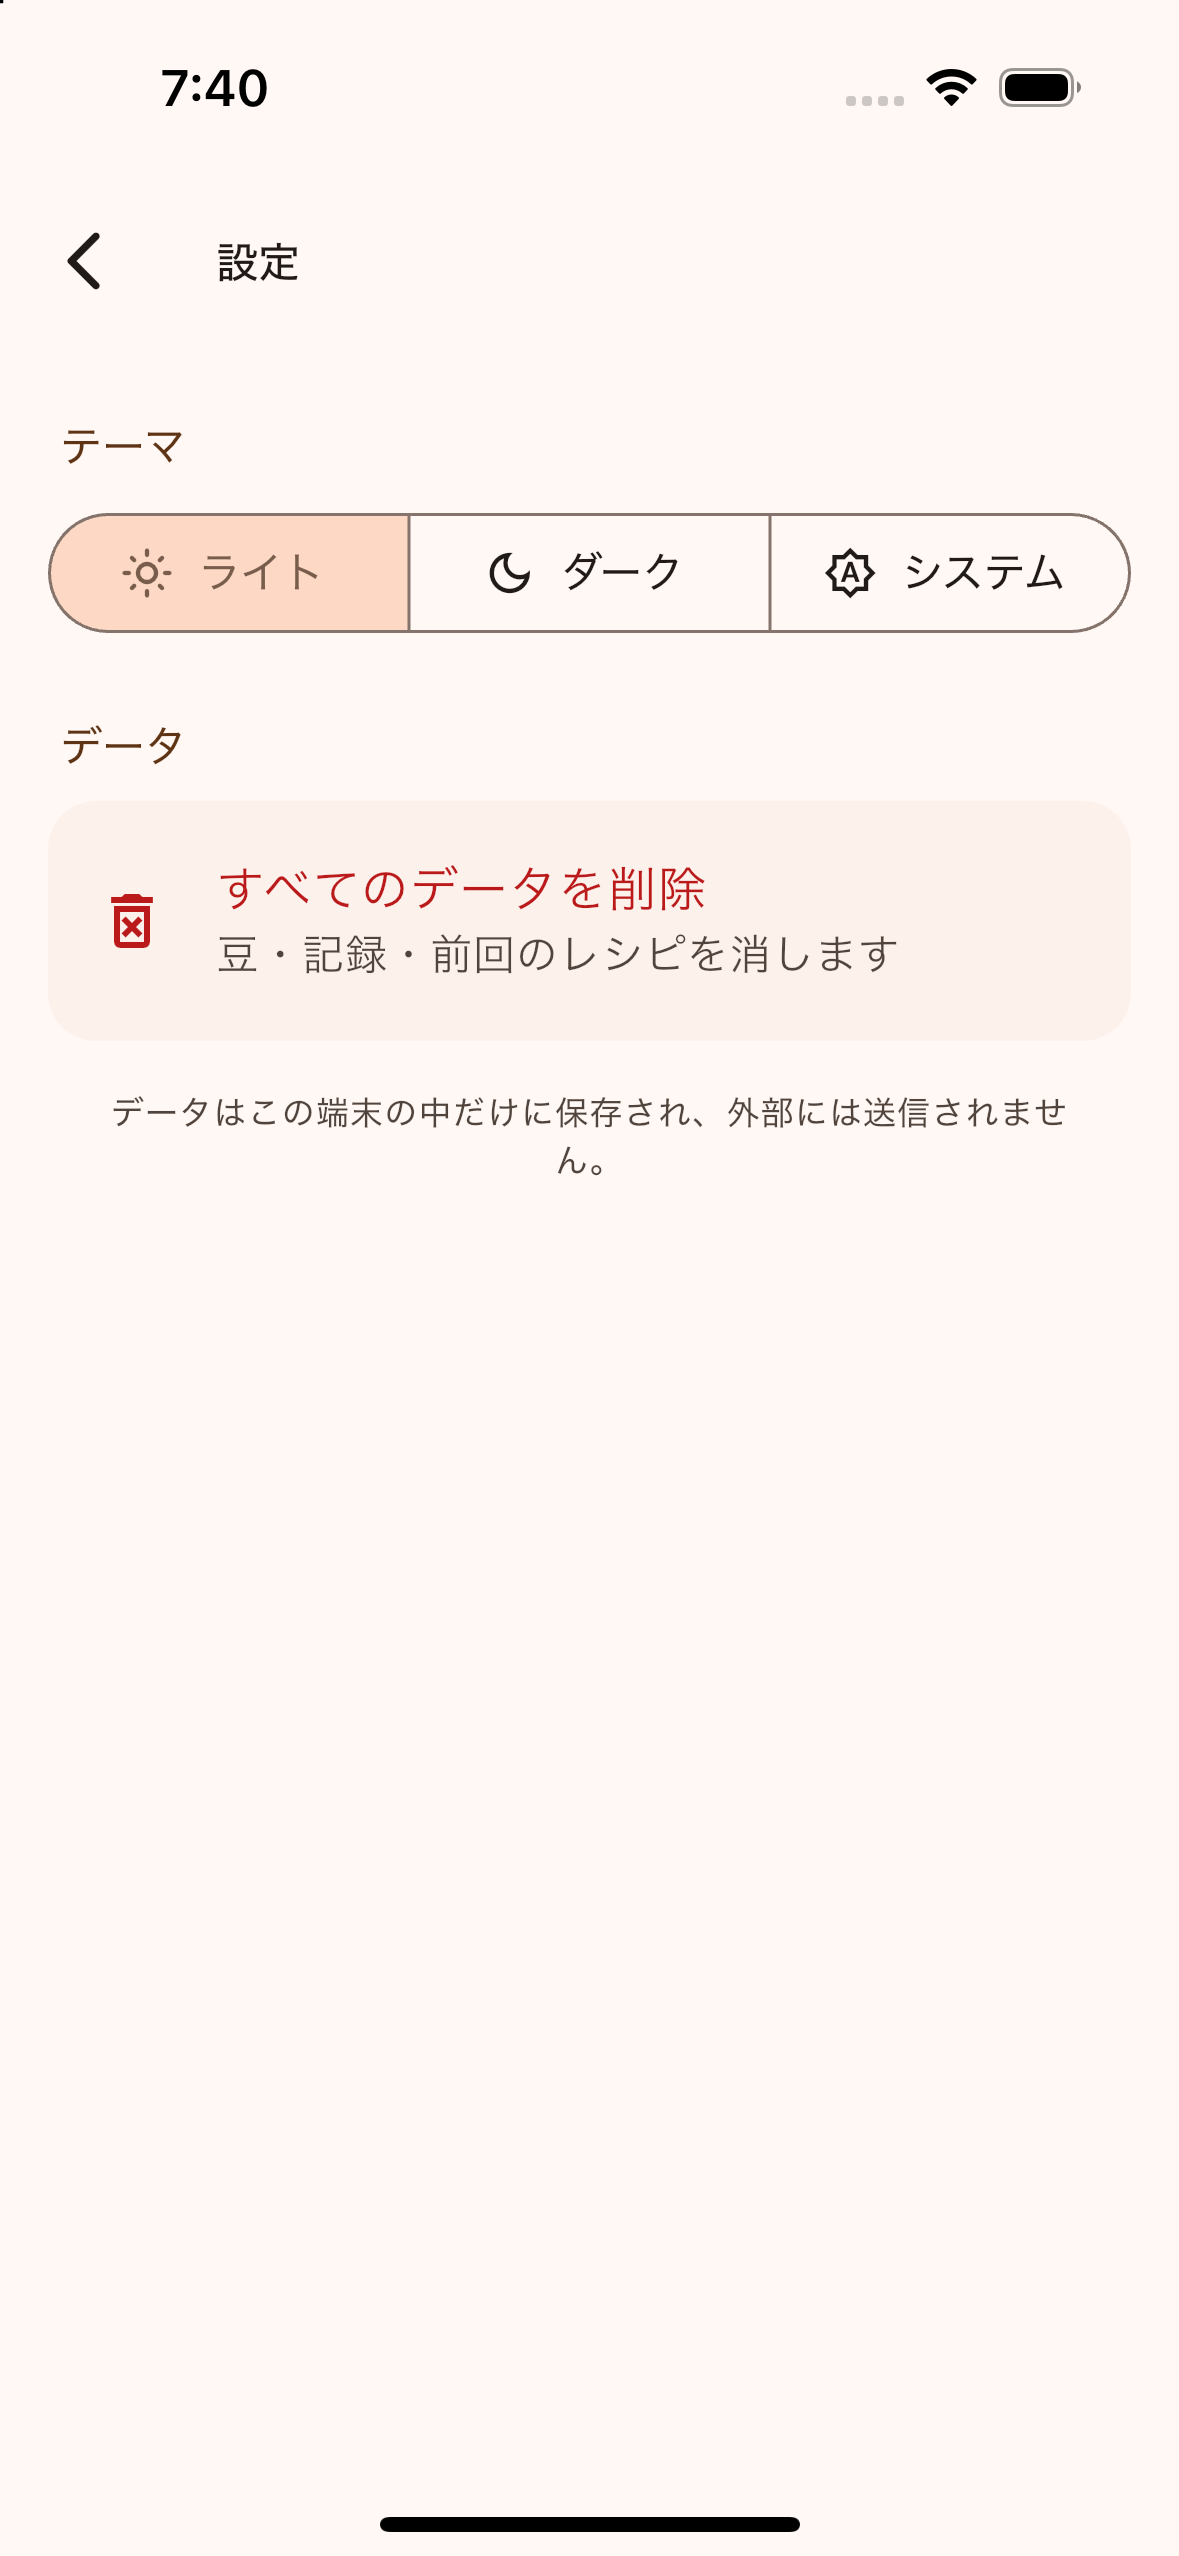 7:40
設定
テーマ
ライト
ダーク
システム
データ
すべてのデータを削除
豆・記録・前回のレシピを消します
データはこの端末の中だけに保存され、外部には送信されませ
ん。